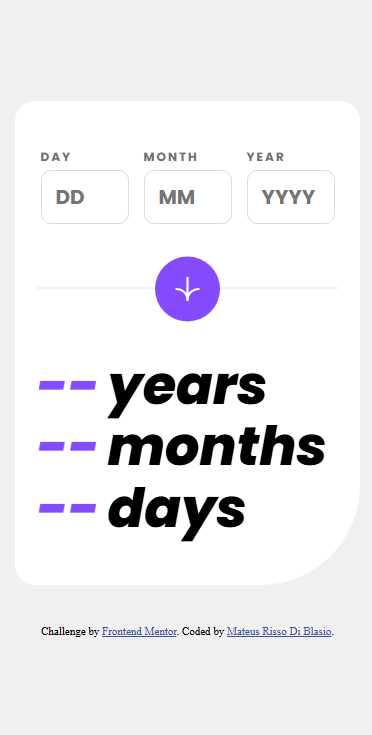 DAY MONTH YEAR
DD MM YYYY
-- years
-- months
-- days
Challenge by Frontend Mentor. Coded by Mateus Risso Di Blasio.